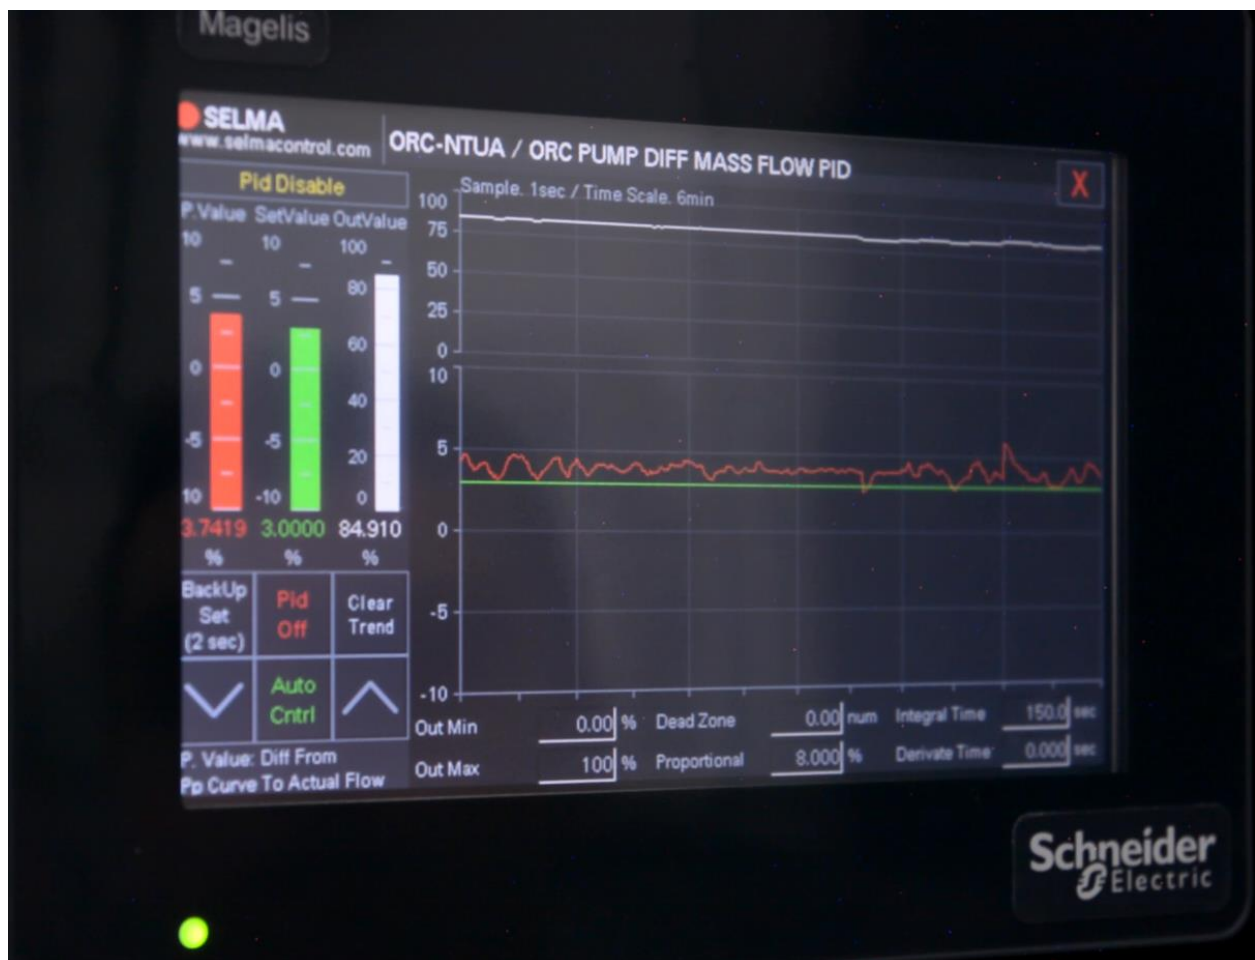 Magelis
SELMA
www.selmacontrol.com
ORC-NTUA / ORC PUMP DIFF MASS FLOW PID
X
Pid Disable
Sample. 1sec / Time Scale. 6min
P.Value SetValue OutValue
10 10 100
5 5 80
60
0 0
40
-5 -5
20
10 -10 0
3.7419 3.0000 84.910
% % %
100
75
50
25
0
10
5
0
-5
-10
BackUp
Set
(2 sec)
Pid
Off
Clear
Trend
Auto
Cntrl
P. Value: Diff From
Pp Curve To Actual Flow
Out Min 0.00 % Dead Zone 0.00 num Integral Time 150.0 sec
Out Max 100 % Proportional 8.000 % Derivate Time: 0.000 sec
Schneider
Electric